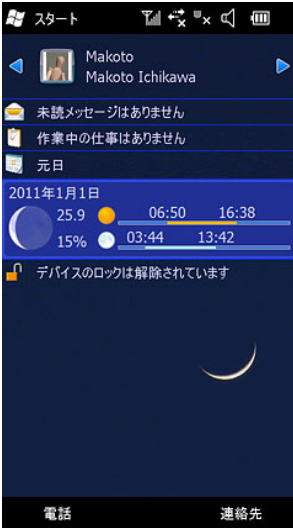 スタート
Makoto
Makoto Ichikawa
未読メッセージはありません
作業中の仕事はありません
元日
2011年1月1日
25.9 06:50 16:38
15% 03:44 13:42
デバイスのロックは解除されています
電話 連絡先